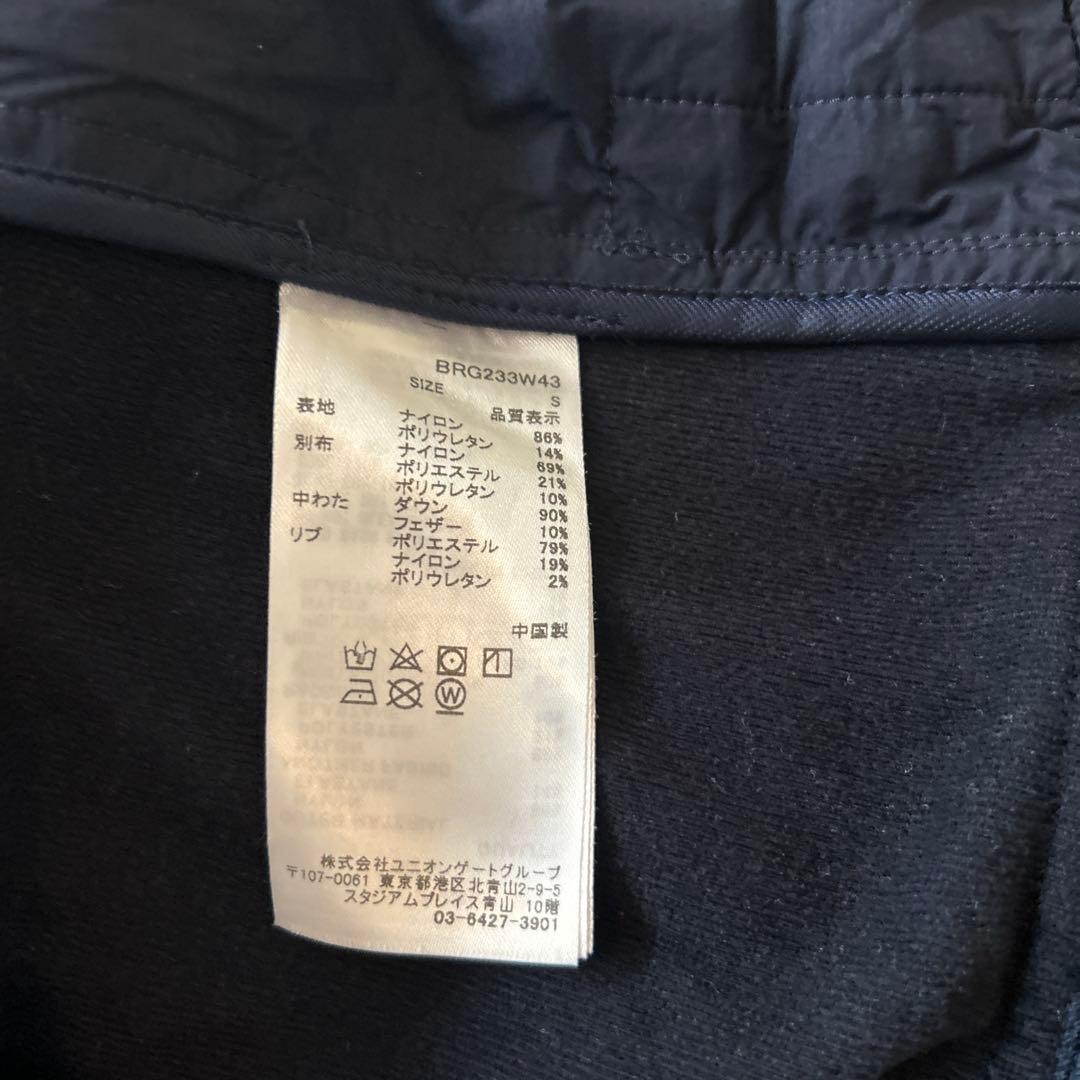 BRG233W43
SIZE S
品質表示
表地 ナイロン 86%
ポリウレタン 14%
別布 ナイロン 69%
ポリエステル 21%
ポリウレタン 10%
中わた ダウン 90%
フェザー 10%
リブ ポリエステル 79%
ナイロン 19%
ポリウレタン 2%
中国製
W
株式会社ユニオンゲートグループ
〒107-0061 東京都港区北青山2-9-5
スタジアムプレイス青山 10階
03-6427-3901